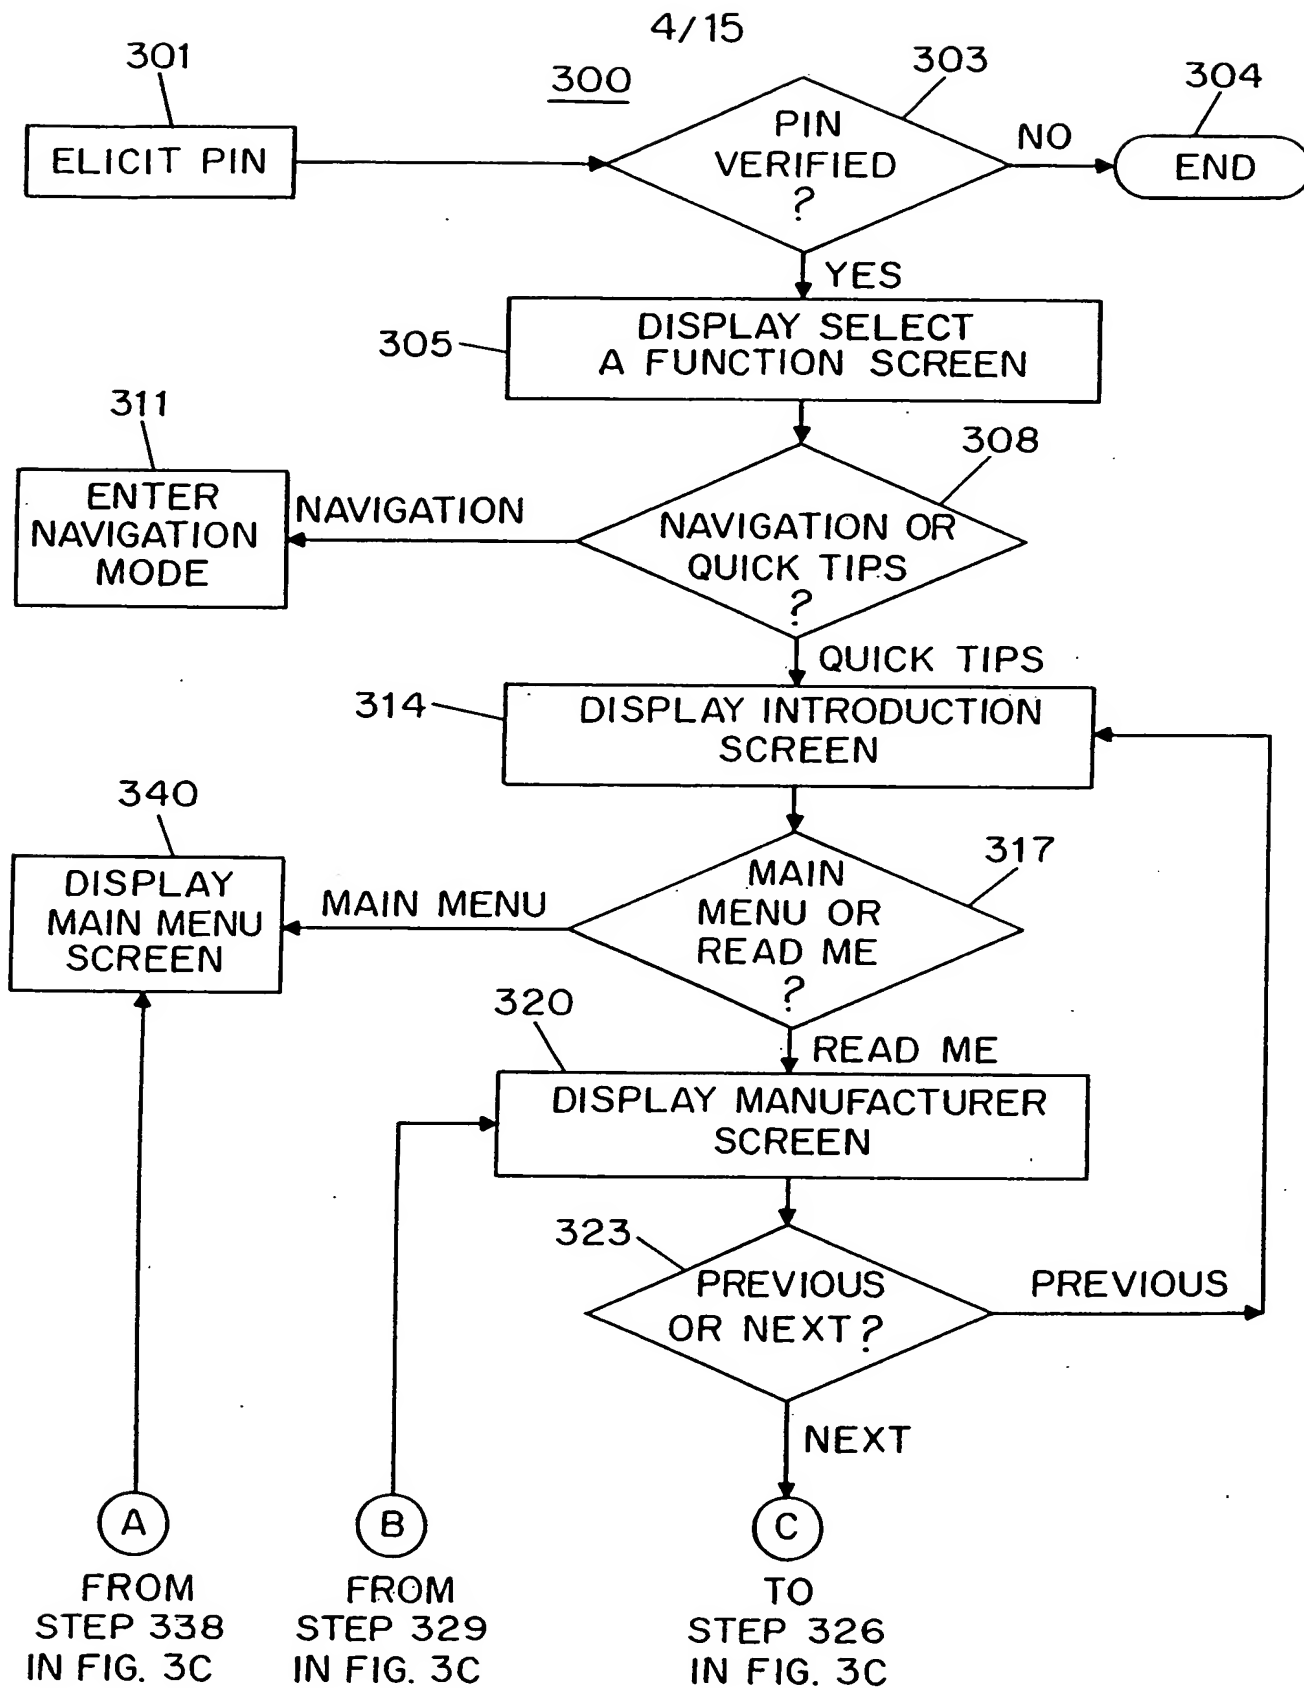 4/15
301
300
303
304
ELICIT PIN
PIN
VERIFIED
?
NO
END
YES
305
DISPLAY SELECT
A FUNCTION SCREEN
311
308
ENTER
NAVIGATION
MODE
NAVIGATION
NAVIGATION OR
QUICK TIPS
?
QUICK TIPS
314
DISPLAY INTRODUCTION
SCREEN
340
317
DISPLAY
MAIN MENU
SCREEN
MAIN MENU
MAIN
MENU OR
READ ME
?
320
READ ME
DISPLAY MANUFACTURER
SCREEN
323
PREVIOUS
OR NEXT?
PREVIOUS
NEXT
A
B
C
FROM
STEP 338
IN FIG. 3C
FROM
STEP 329
IN FIG. 3C
TO
STEP 326
IN FIG. 3C